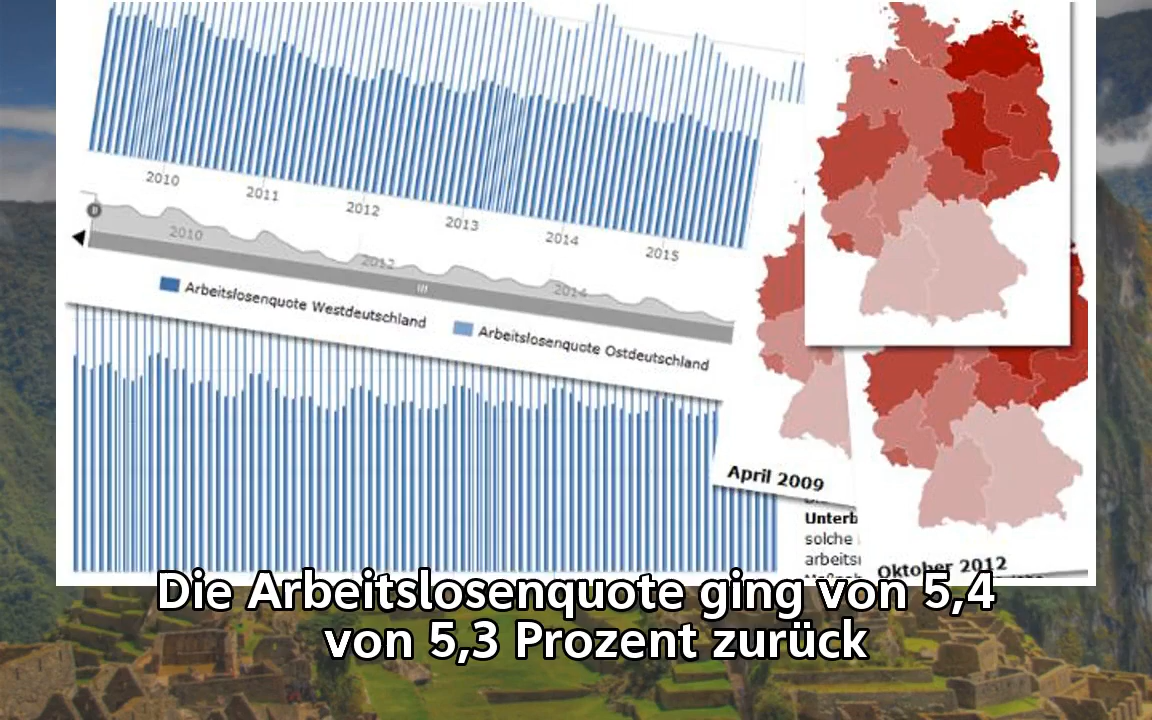 2010
2011
2012
2013
2014
2015
2010
2012
2014
Arbeitslosenquote Westdeutschland
Arbeitslosenquote Ostdeutschland
April 2009
Unterb
solche
arbeits
Oktober 2012
Die Arbeitslosenquote ging von 5,4
von 5,3 Prozent zurück